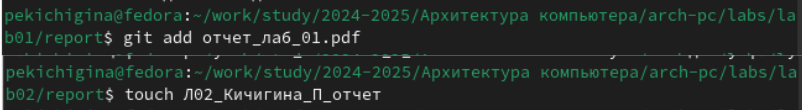 pekichigina@fedora:~/work/study/2024-2025/Архитектура компьютера/arch-pc/labs/la
b01/report$ git add отчет_лаб_01.pdf
pekichigina@fedora:~/work/study/2024-2025/Архитектура компьютера/arch-pc/labs/la
b02/report$ touch Л02_Кичигина_П_отчет